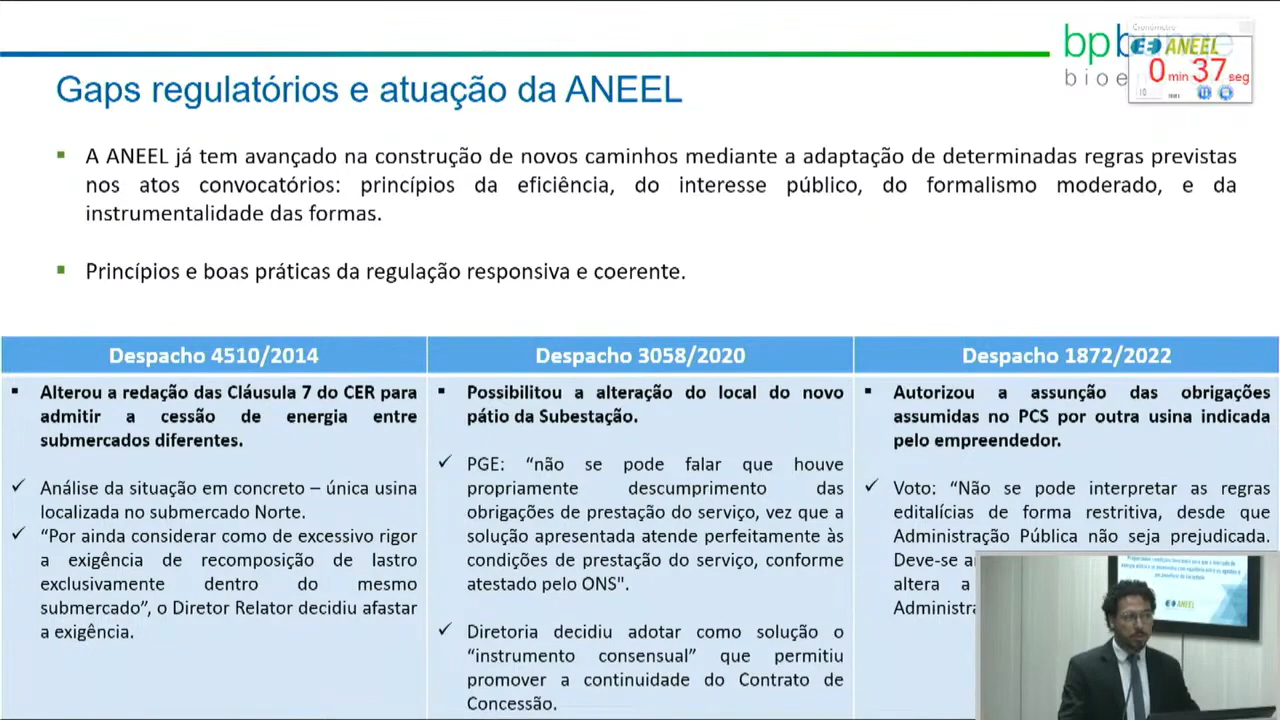 Cronômetro
bpb
ANEEL
bioe
0 min 37 seg
10
Gaps regulatórios e atuação da ANEEL
▪ A ANEEL já tem avançado na construção de novos caminhos mediante a adaptação de determinadas regras previstas
nos atos convocatórios: princípios da eficiência, do interesse público, do formalismo moderado, e da
instrumentalidade das formas.
▪ Princípios e boas práticas da regulação responsiva e coerente.
Despacho 4510/2014
▪ Alterou a redação das Cláusula 7 do CER para
admitir a cessão de energia entre
submercados diferentes.
✓ Análise da situação em concreto – única usina
localizada no submercado Norte.
✓ “Por ainda considerar como de excessivo rigor
a exigência de recomposição de lastro
exclusivamente dentro do mesmo
submercado”, o Diretor Relator decidiu afastar
a exigência.
Despacho 3058/2020
▪ Possibilitou a alteração do local do novo
pátio da Subestação.
✓ PGE: “não se pode falar que houve
propriamente descumprimento das
obrigações de prestação do serviço, vez que a
solução apresentada atende perfeitamente às
condições de prestação do serviço, conforme
atestado pelo ONS".
✓ Diretoria decidiu adotar como solução o
“instrumento consensual” que permitiu
promover a continuidade do Contrato de
Concessão.
Despacho 1872/2022
▪ Autorizou a assunção das obrigações
assumidas no PCS por outra usina indicada
pelo empreendedor.
✓ Voto: “Não se pode interpretar as regras
editalícias de forma restritiva, desde que
Administração Pública não seja prejudicada.
Deve-se a
altera a
Administra
ANEEL